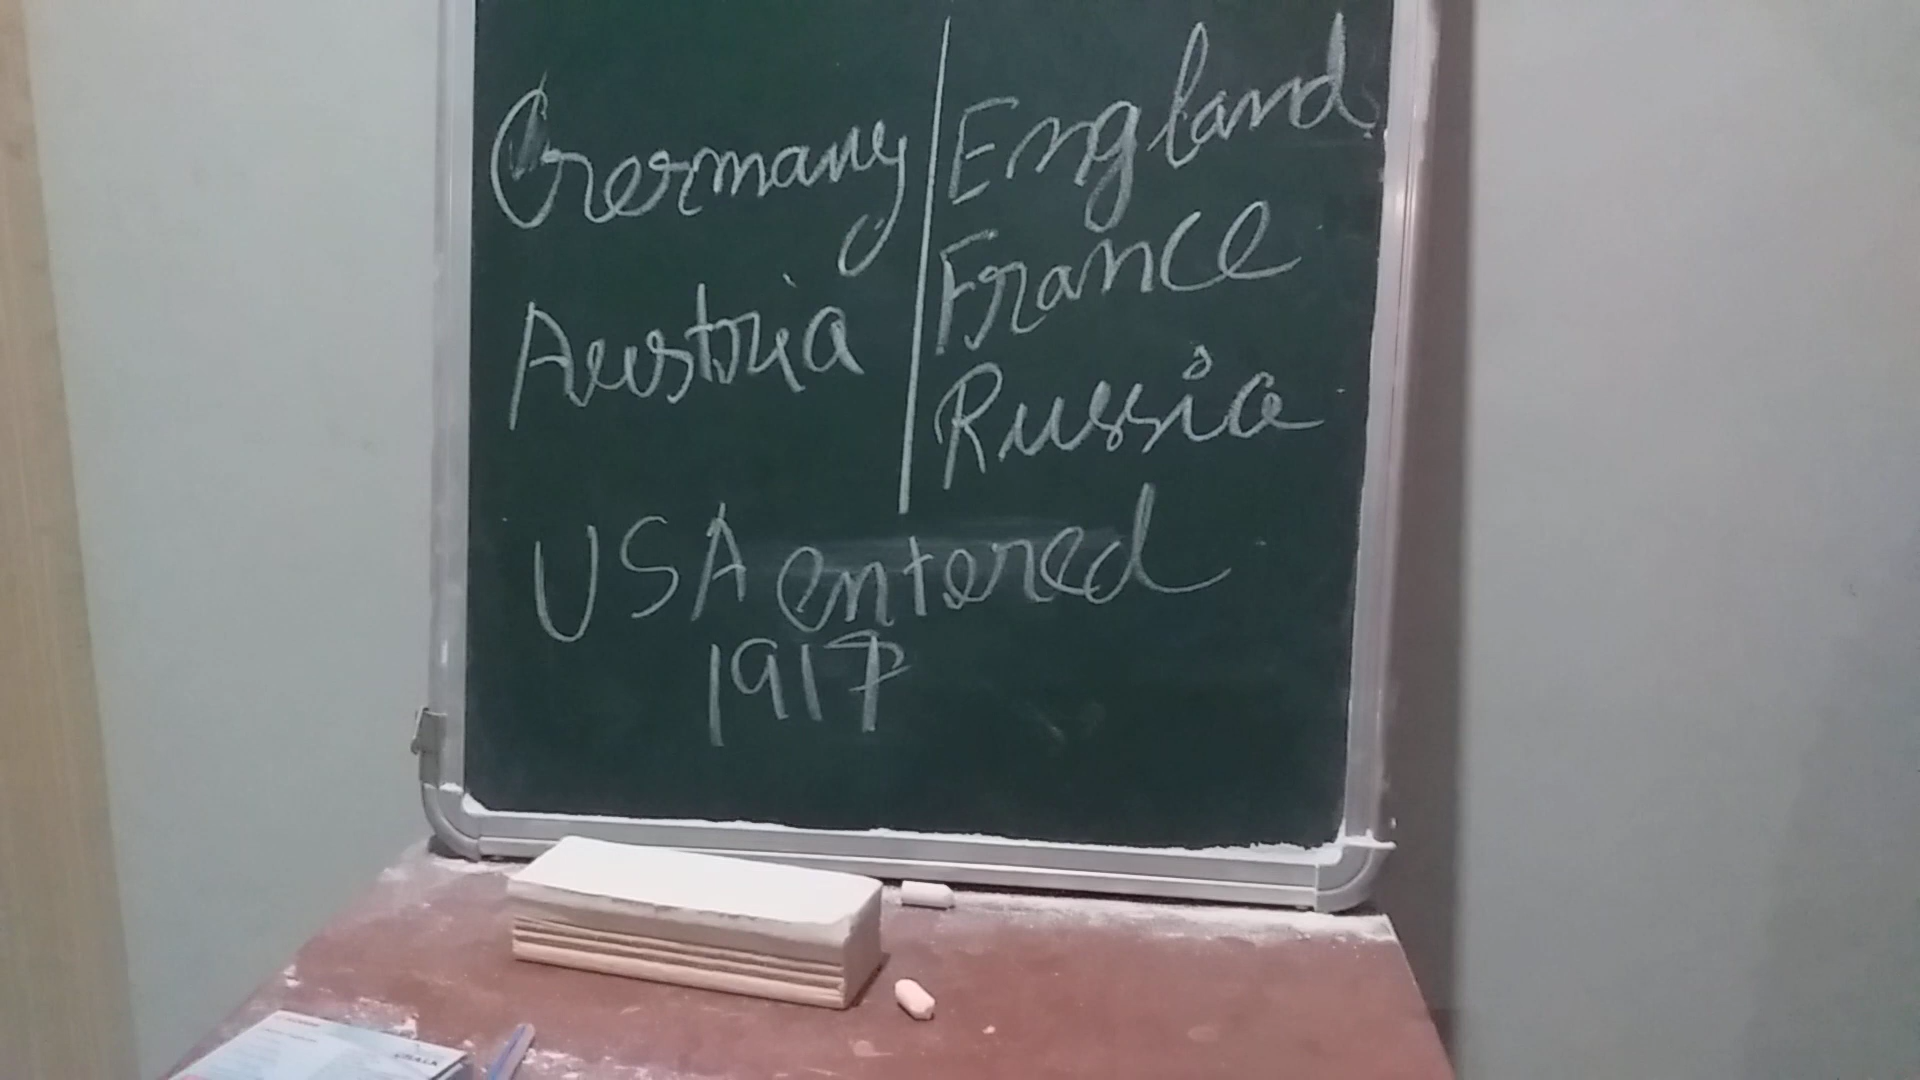 Germany
Austria
England
France
Russia
USA entered
1917